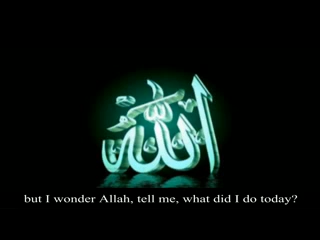 الله
but I wonder Allah, tell me, what did I do today?